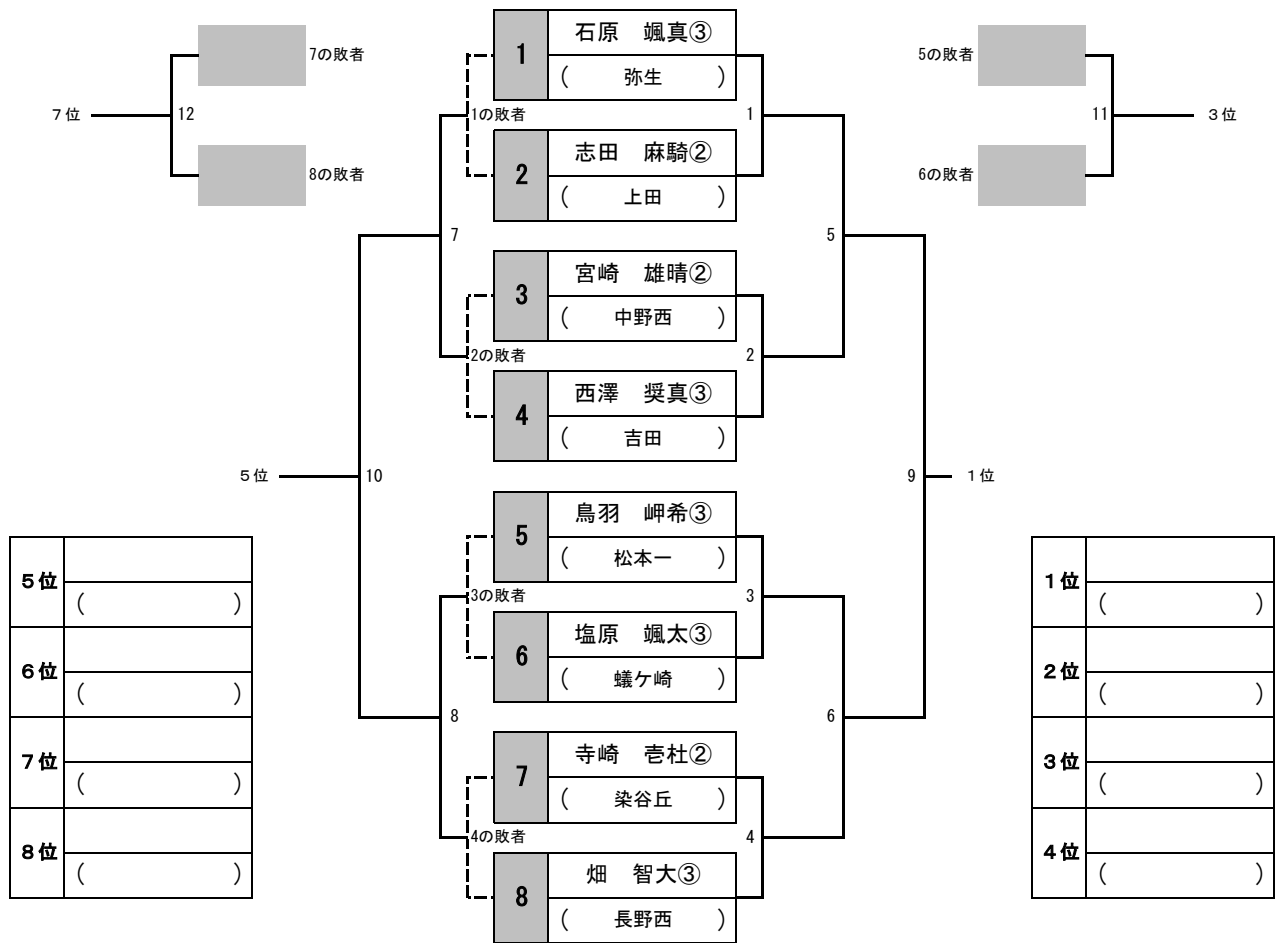 7の敗者
7位
12
8の敗者
1
石原　颯真③
(　弥生　)
1の敗者
1
2
志田　麻騎②
(　上田　)
5の敗者
11
3位
6の敗者
7
5
3
宮崎　雄晴②
(　中野西　)
2の敗者
2
4
西澤　奨真③
(　吉田　)
5位
10
9
1位
5
鳥羽　岬希③
(　松本一　)
3の敗者
3
6
塩原　颯太③
(　蟻ケ崎　)
8
6
7
寺崎　壱杜②
(　染谷丘　)
4の敗者
4
8
畑　智大③
(　長野西　)
5位
(　)
6位
(　)
7位
(　)
8位
(　)
1位
(　)
2位
(　)
3位
(　)
4位
(　)